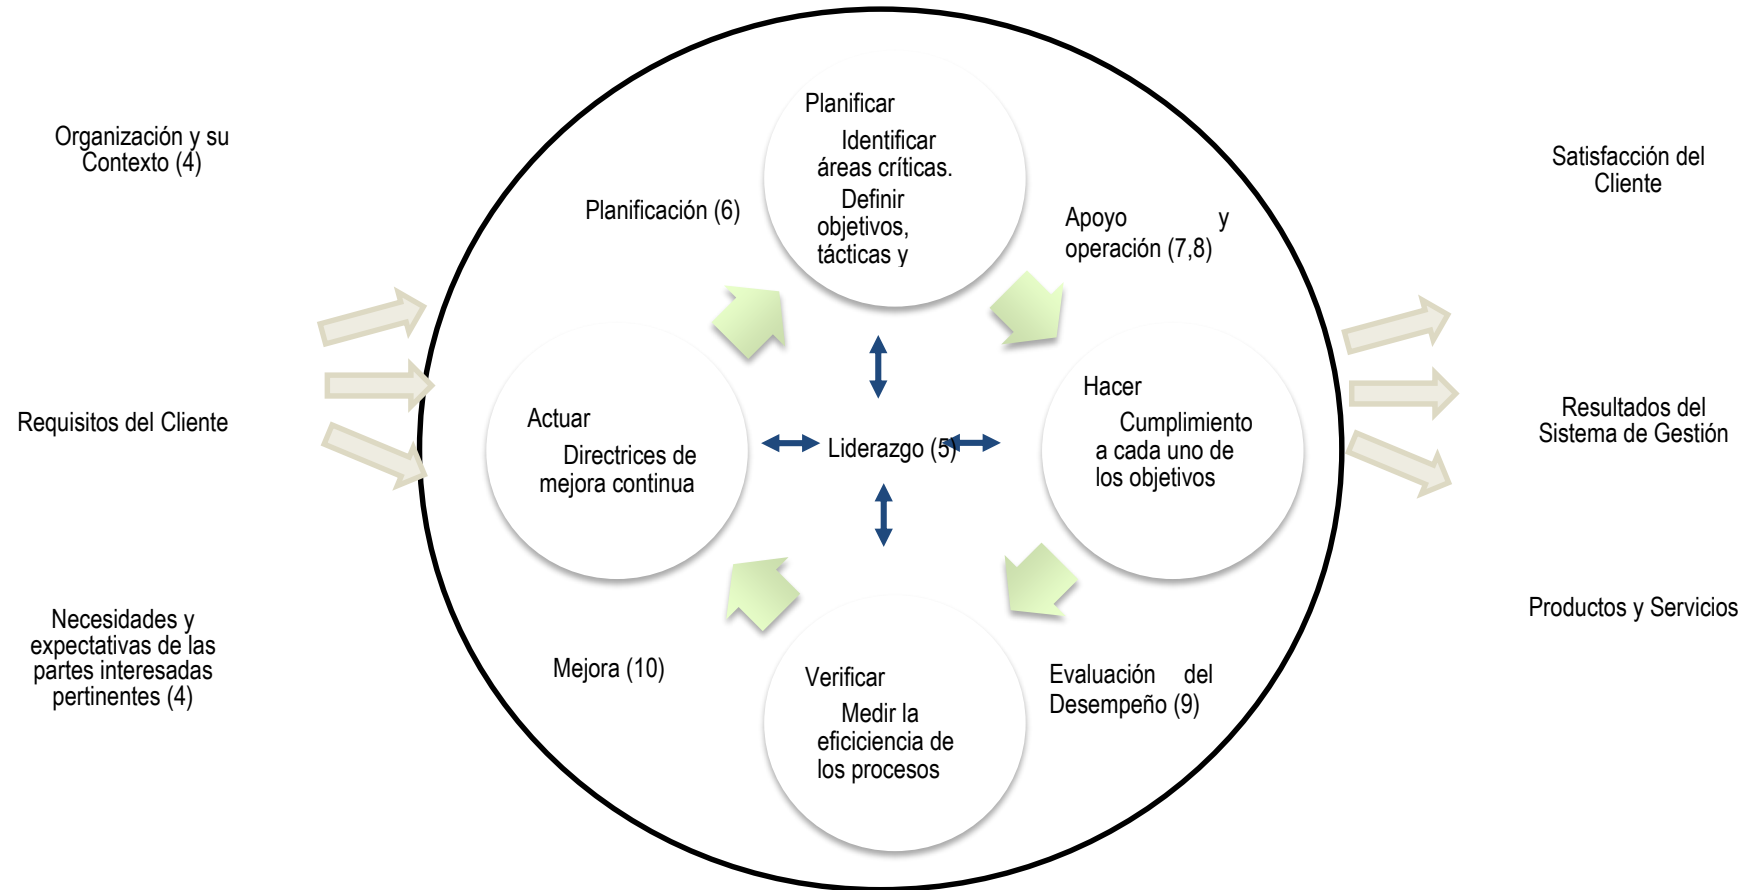 Organización y su
Contexto (4)
Requisitos del Cliente
Necesidades y
expectativas de las
partes interesadas
pertinentes (4)
Planificación (6)
Planificar
Identificar
áreas críticas.
Definir
objetivos,
tácticas y
Apoyo y
operación (7,8)
Actuar
Directrices de
mejora continua
Liderazgo (5)
Hacer
Cumplimiento
a cada uno de
los objetivos
Mejora (10)
Verificar
Medir la
eficiciencia de
los procesos
Evaluación del
Desempeño (9)
Satisfacción del
Cliente
Resultados del
Sistema de Gestión
Productos y Servicios